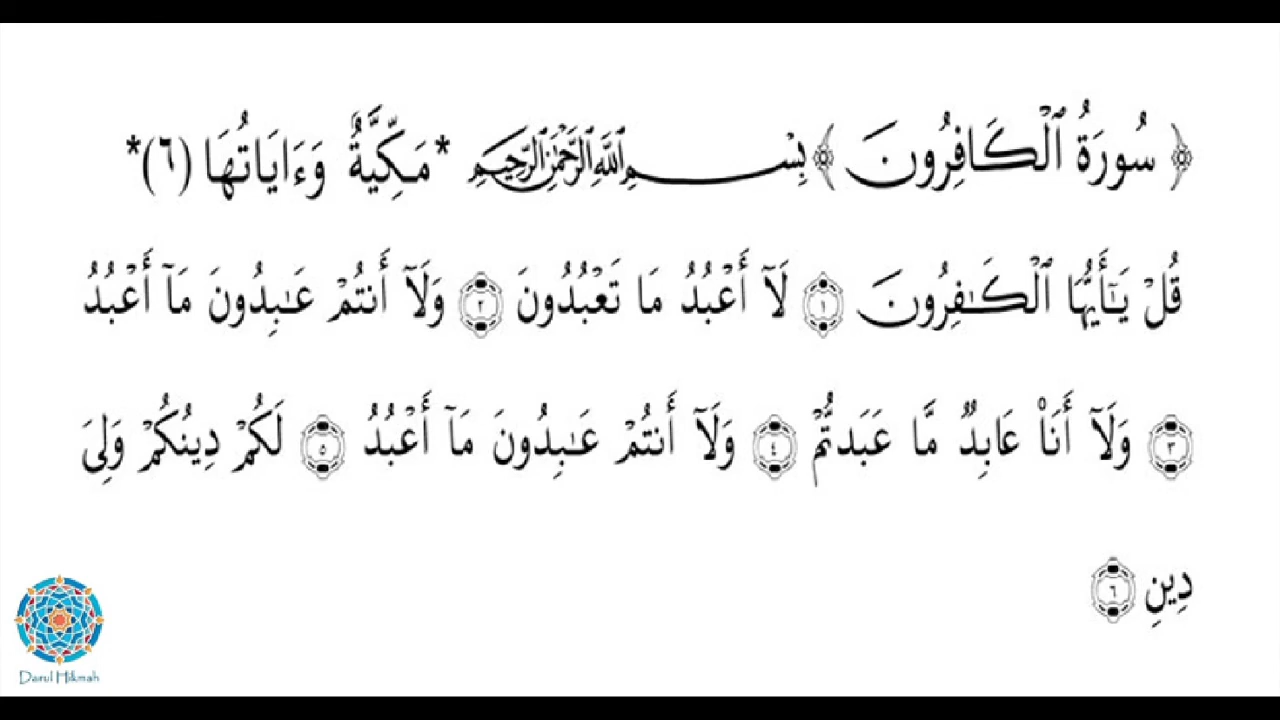 ﴿ سُورَةُ ٱلْكَافِرُونَ ﴾ بِسْمِ ٱللَّهِ ٱلرَّحْمَٰنِ ٱلرَّحِيمِ *مَكِّيَّةٌ وَءَايَاتُهَا (٦)*
قُلْ يَٰٓأَيُّهَا ٱلْكَٰفِرُونَ ١ لَآ أَعْبُدُ مَا تَعْبُدُونَ ٢ وَلَآ أَنتُمْ عَٰبِدُونَ مَآ أَعْبُدُ
٣ وَلَآ أَنَا۠ عَابِدٌ مَّا عَبَدتُّمْ ٤ وَلَآ أَنتُمْ عَٰبِدُونَ مَآ أَعْبُدُ ٥ لَكُمْ دِينُكُمْ وَلِىَ
دِينِ ٦
Darul Hikmah